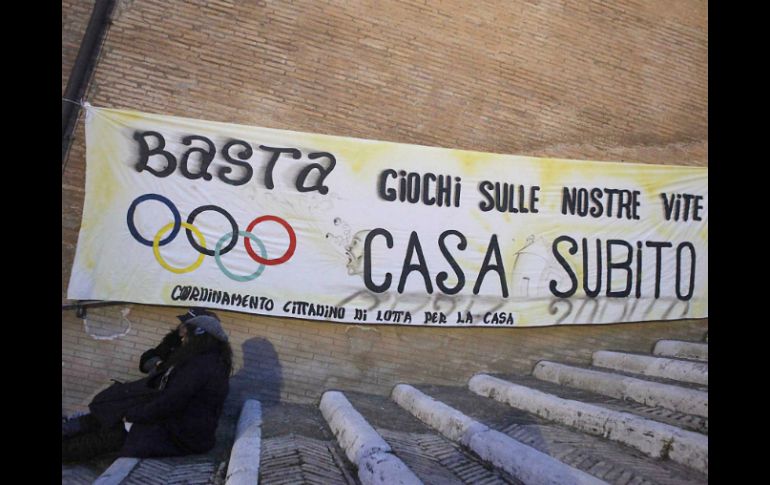 BASTA GIOCHI SULLE NOSTRE VITE
CASA SUBITO
COORDINAMENTO CITTADINO DI LOTTA PER LA CASA